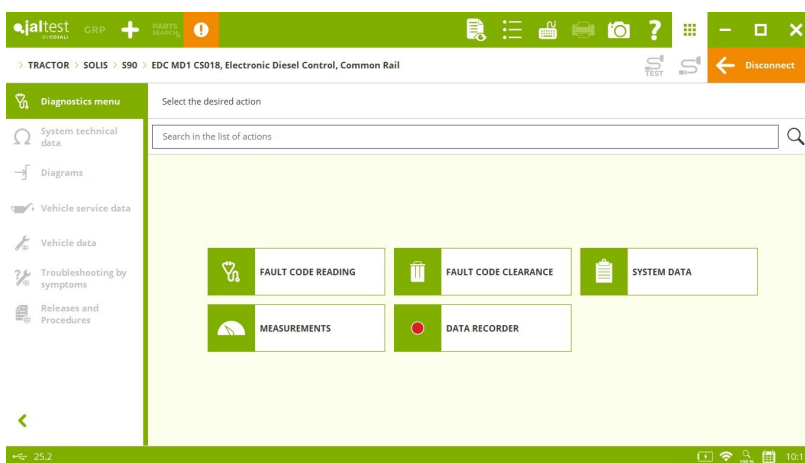 jaltest GRP PARTS SEARCH
BY COJALI
> TRACTOR > SOLIS > S90 > EDC MD1 CS018, Electronic Diesel Control, Common Rail
TEST
Disconnect
Diagnostics menu
System technical
data
Diagrams
Vehicle service data
Vehicle data
Troubleshooting by
symptoms
Releases and
Procedures
Select the desired action
Search in the list of actions
FAULT CODE READING
FAULT CODE CLEARANCE
SYSTEM DATA
MEASUREMENTS
DATA RECORDER
25.2
100%